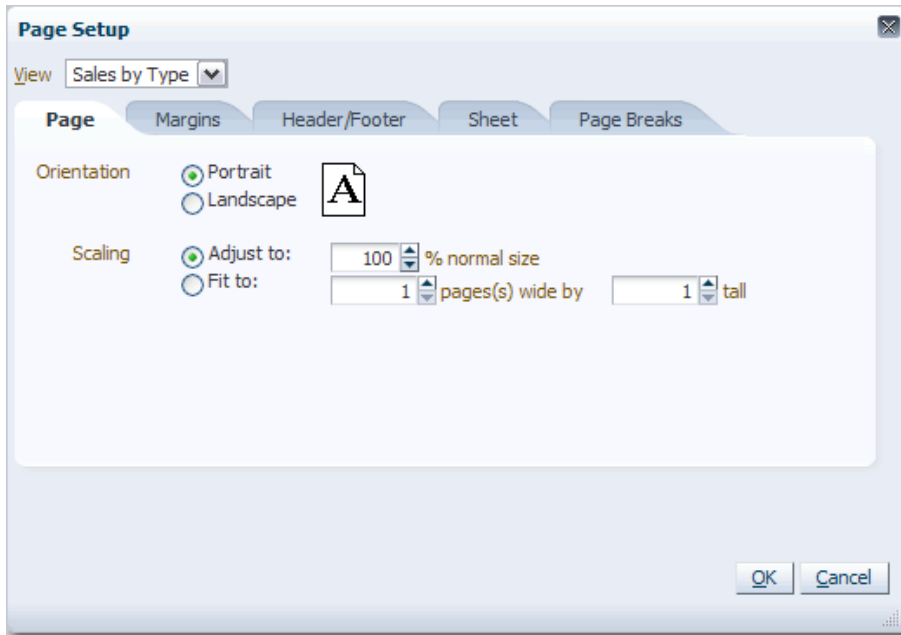 Page Setup
View Sales by Type
Page Margins Header/Footer Sheet Page Breaks
Orientation Portrait
Landscape
A
Scaling Adjust to: 100 % normal size
Fit to: 1 pages(s) wide by 1 tall
OK Cancel